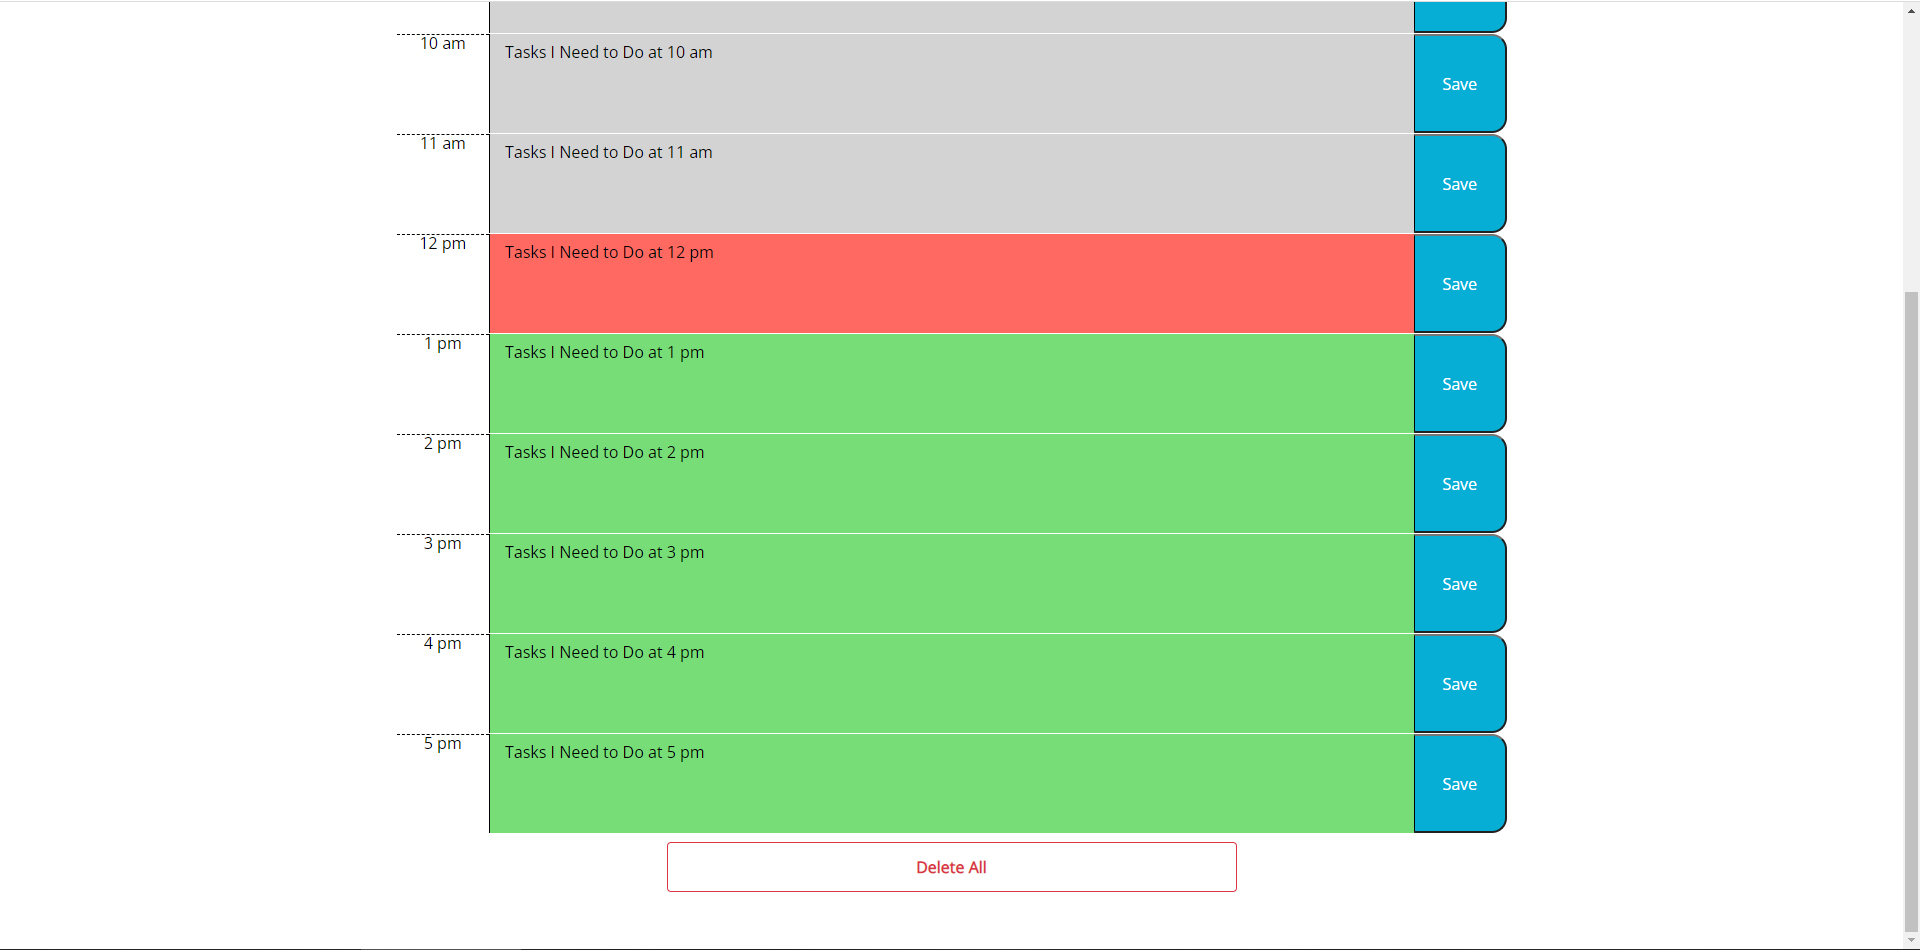 10 am Tasks I Need to Do at 10 am Save
11 am Tasks I Need to Do at 11 am Save
12 pm Tasks I Need to Do at 12 pm Save
1 pm Tasks I Need to Do at 1 pm Save
2 pm Tasks I Need to Do at 2 pm Save
3 pm Tasks I Need to Do at 3 pm Save
4 pm Tasks I Need to Do at 4 pm Save
5 pm Tasks I Need to Do at 5 pm Save
Delete All